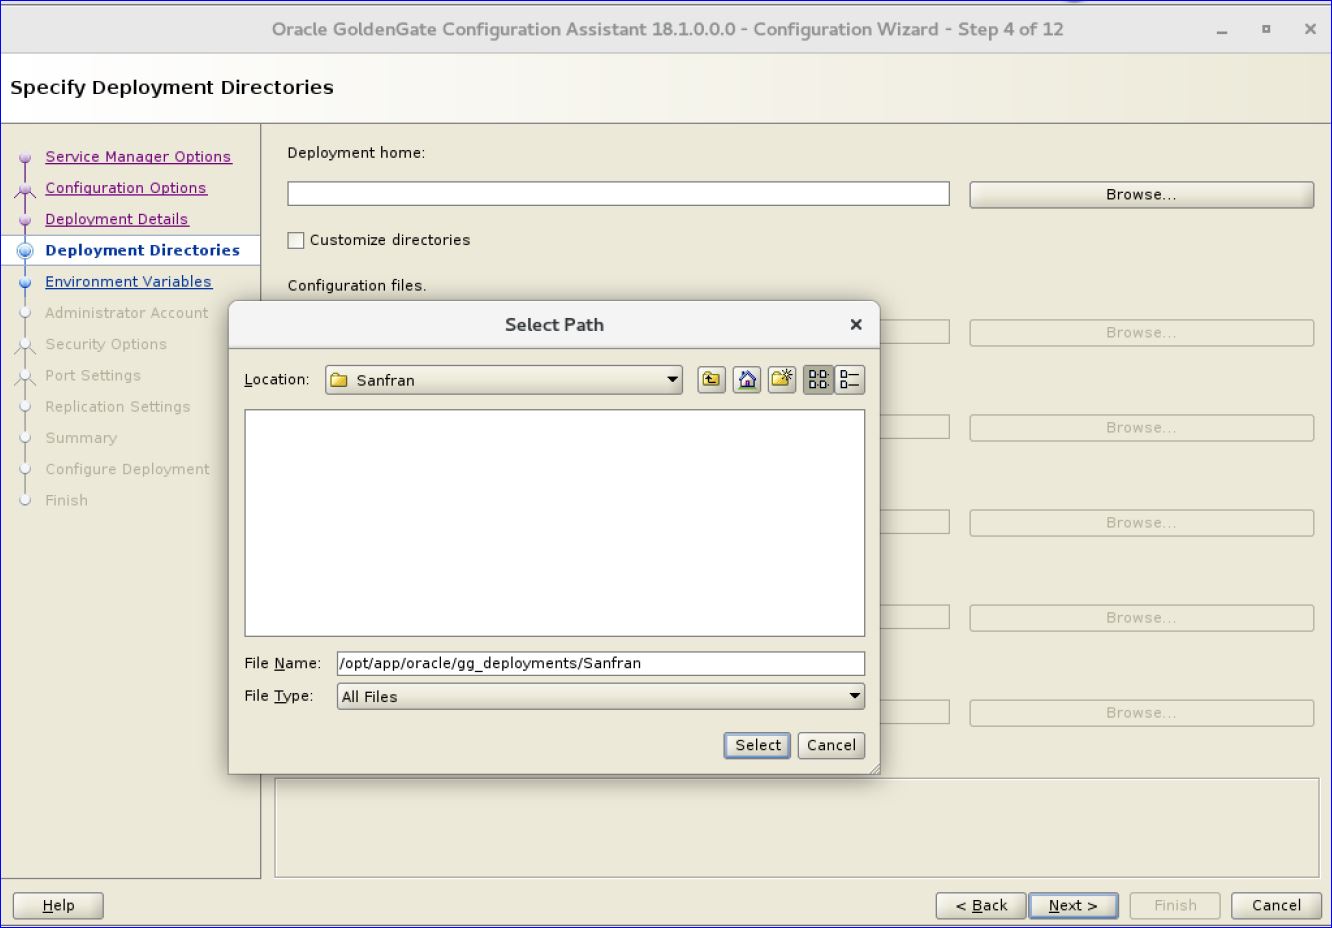 Oracle GoldenGate Configuration Assistant 18.1.0.0.0 - Configuration Wizard - Step 4 of 12
Specify Deployment Directories
Service Manager Options
Configuration Options
Deployment Details
Deployment Directories
Environment Variables
Administrator Account
Security Options
Port Settings
Replication Settings
Summary
Configure Deployment
Finish
Deployment home:
Browse...
Customize directories
Configuration files.
Browse...
Browse...
Browse...
Browse...
Browse...
Select Path
Location: Sanfran
File Name: /opt/app/oracle/gg_deployments/Sanfran
File Type: All Files
Select Cancel
Help < Back Next > Finish Cancel